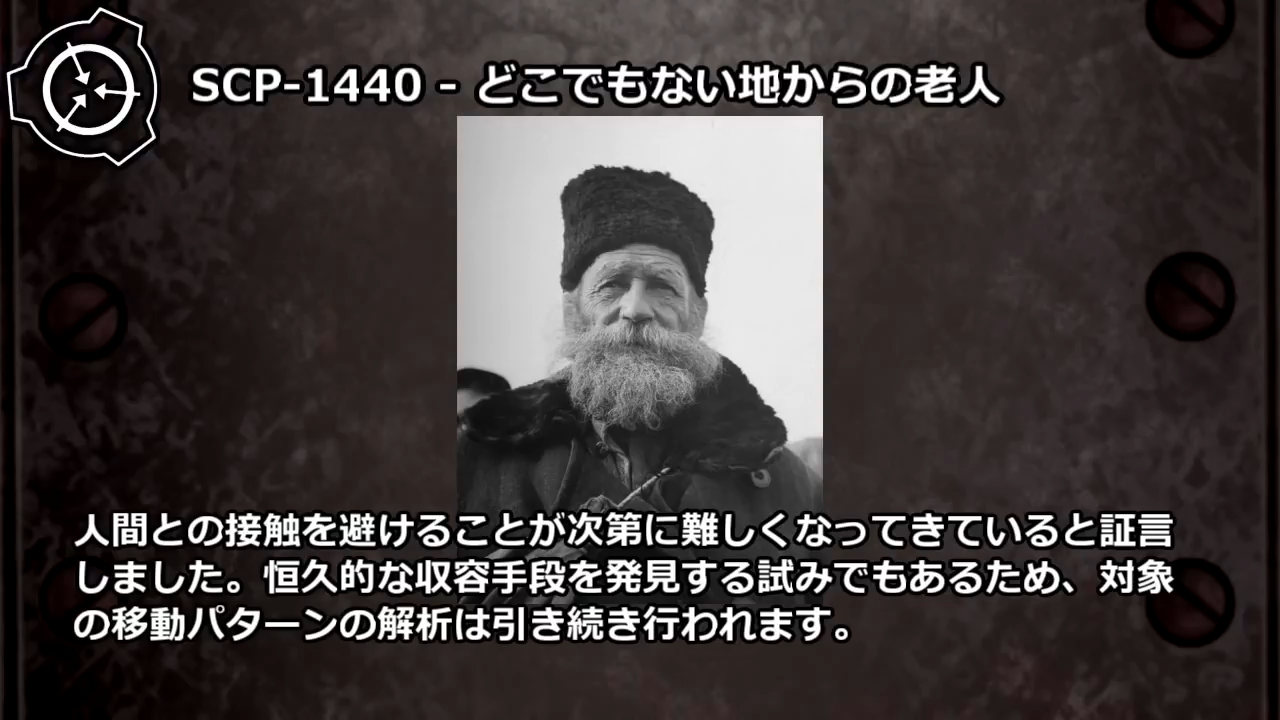 SCP-1440 - どこでもない地からの老人
人間との接触を避けることが次第に難しくなってきていると証言
しました。恒久的な収容手段を発見する試みでもあるため、対象
の移動パターンの解析は引き続き行われます。